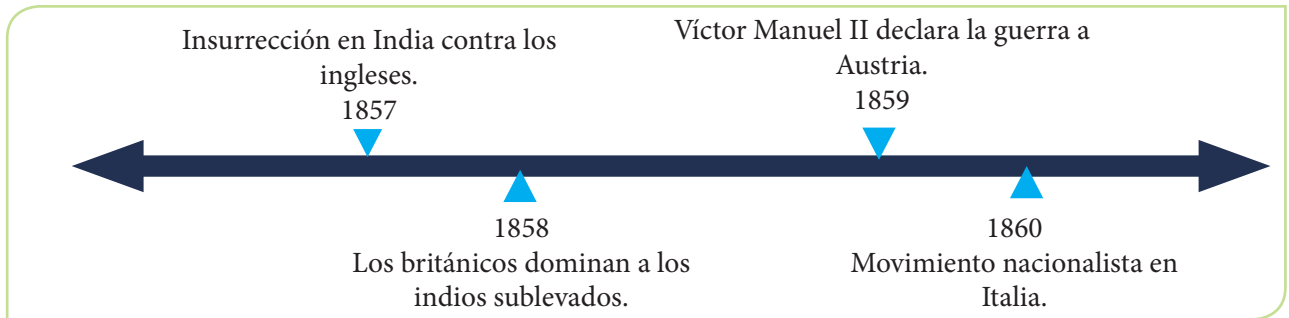 Insurrección en India contra los
ingleses.
1857
Víctor Manuel II declara la guerra a
Austria.
1859
1858
Los británicos dominan a los
indios sublevados.
1860
Movimiento nacionalista en
Italia.